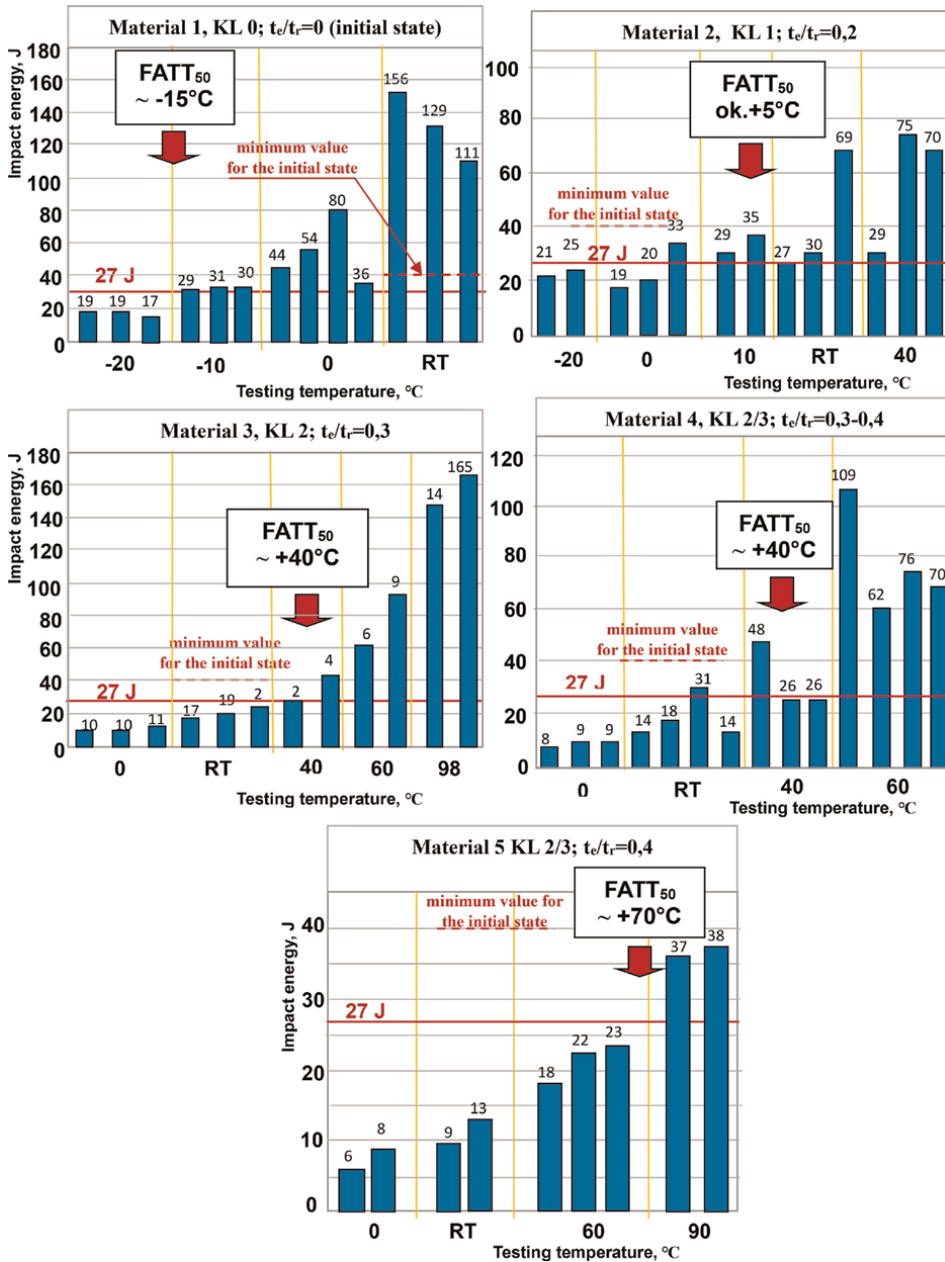 Material 1, KL 0; te/tr=0 (initial state)
Impact energy, J
180
160
140
120
100
80
60
40
20
0
FATT50
~ -15°C
minimum value
for the initial state
27 J
19
19
17
29
31
30
44
54
80
36
156
129
111
-20
-10
0
RT
Testing temperature, °C
Material 2, KL 1; te/tr=0,2
100
80
60
40
20
0
FATT50
ok.+5°C
minimum value
for the initial state
27 J
21
25
19
20
33
29
35
27
30
69
29
75
70
-20
0
10
RT
40
Testing temperature, °C
Material 3, KL 2; te/tr=0,3
Impact energy, J
180
160
140
120
100
80
60
40
20
0
FATT50
~ +40°C
minimum value
for the initial state
27 J
10
10
11
17
19
2
2
4
6
9
14
165
0
RT
40
60
98
Testing temperature, °C
Material 4, KL 2/3; te/tr=0,3-0,4
120
100
80
60
40
20
0
FATT50
~ +40°C
minimum value
for the initial state
27 J
8
9
9
14
18
31
14
48
26
26
109
62
76
70
0
RT
40
60
Testing temperature, °C
Material 5 KL 2/3; te/tr=0,4
Impact energy, J
40
30
20
10
0
minimum value for
the initial state
FATT50
~ +70°C
27 J
6
8
9
13
18
22
23
37
38
0
RT
60
90
Testing temperature, °C